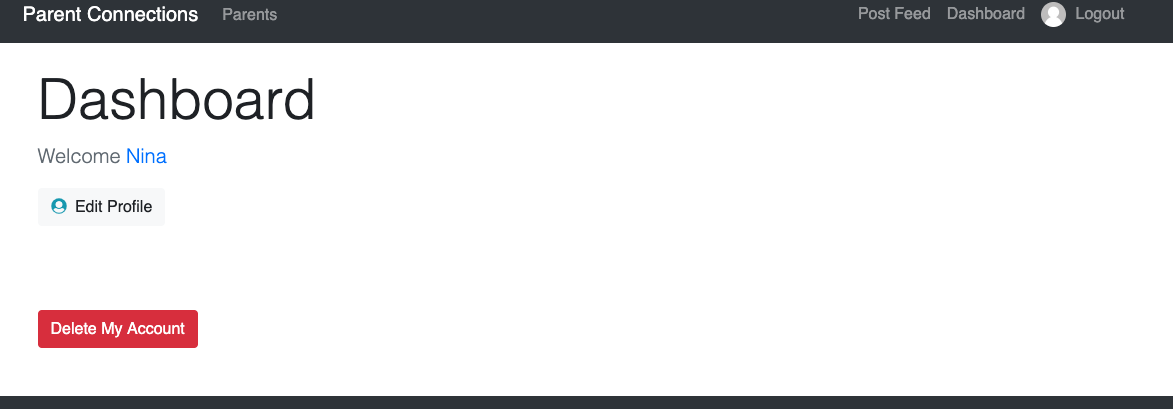 Parent Connections Parents Post Feed Dashboard Logout
Dashboard
Welcome Nina
Edit Profile
Delete My Account